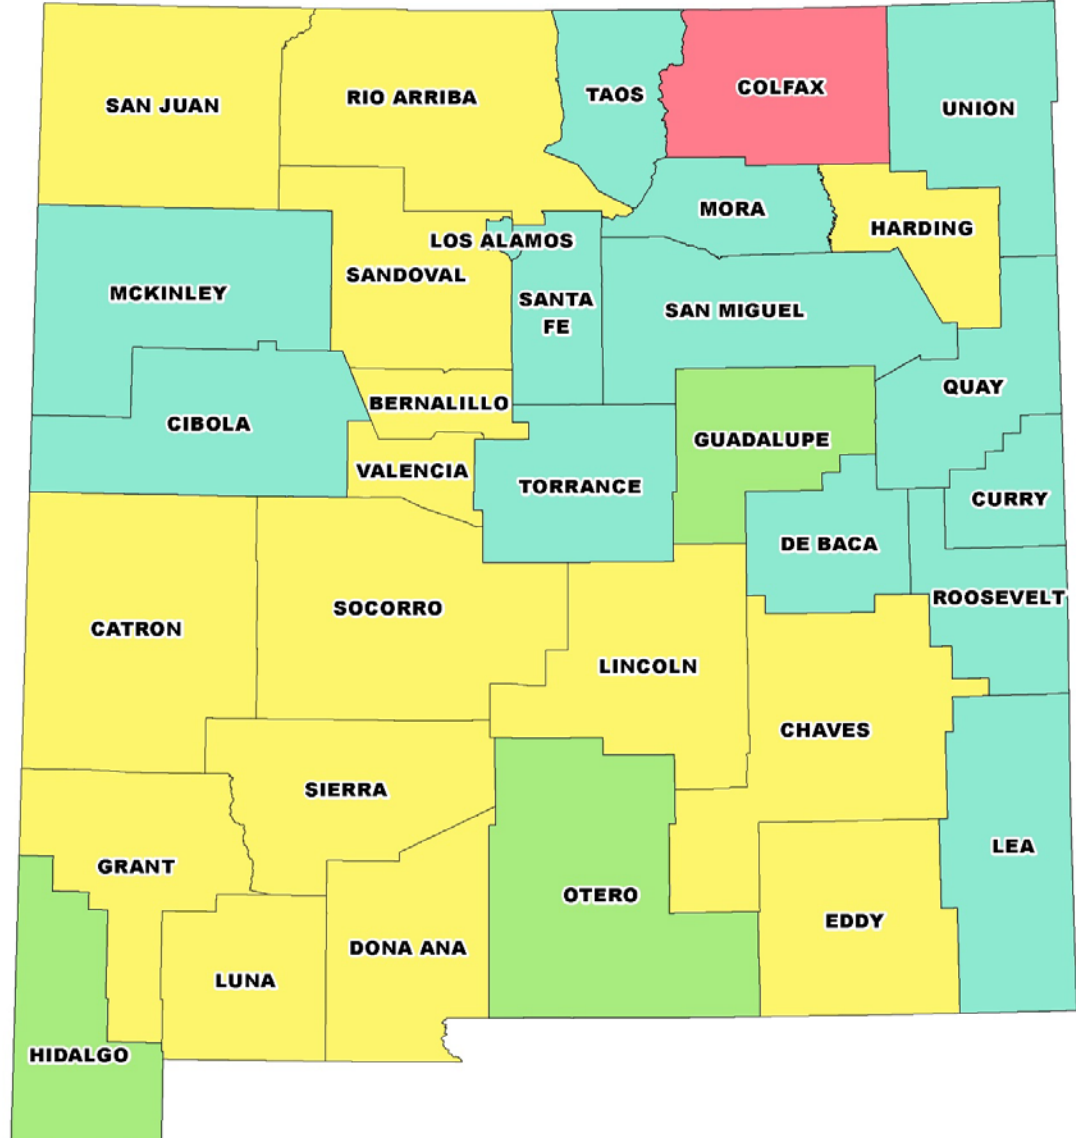 SAN JUAN
RIO ARRIBA
TAOS
COLFAX
UNION
MORA
HARDING
LOS ALAMOS
SANDOVAL
MCKINLEY
SANTA
FE
SAN MIGUEL
QUAY
BERNALILLO
CIBOLA
GUADALUPE
VALENCIA
TORRANCE
CURRY
DE BACA
ROOSEVELT
SOCORRO
CATRON
LINCOLN
CHAVES
SIERRA
LEA
GRANT
OTERO
EDDY
DONA ANA
LUNA
HIDALGO